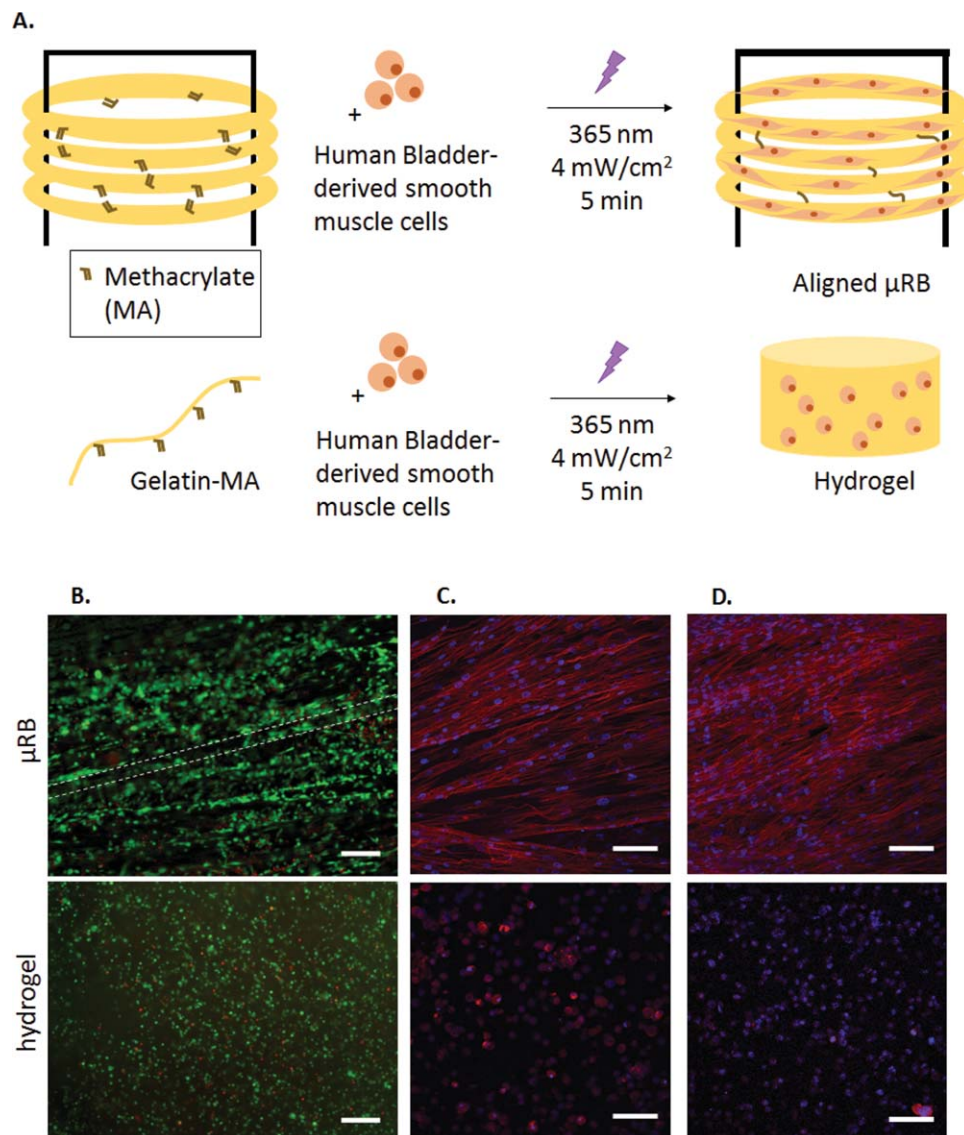 A.
+
Human Bladder-
derived smooth
muscle cells
365 nm
4 mW/cm²
5 min
Methacrylate
(MA)
Aligned µRB
Gelatin-MA
+
Human Bladder-
derived smooth
muscle cells
365 nm
4 mW/cm²
5 min
Hydrogel
B.
C.
D.
µRB
hydrogel